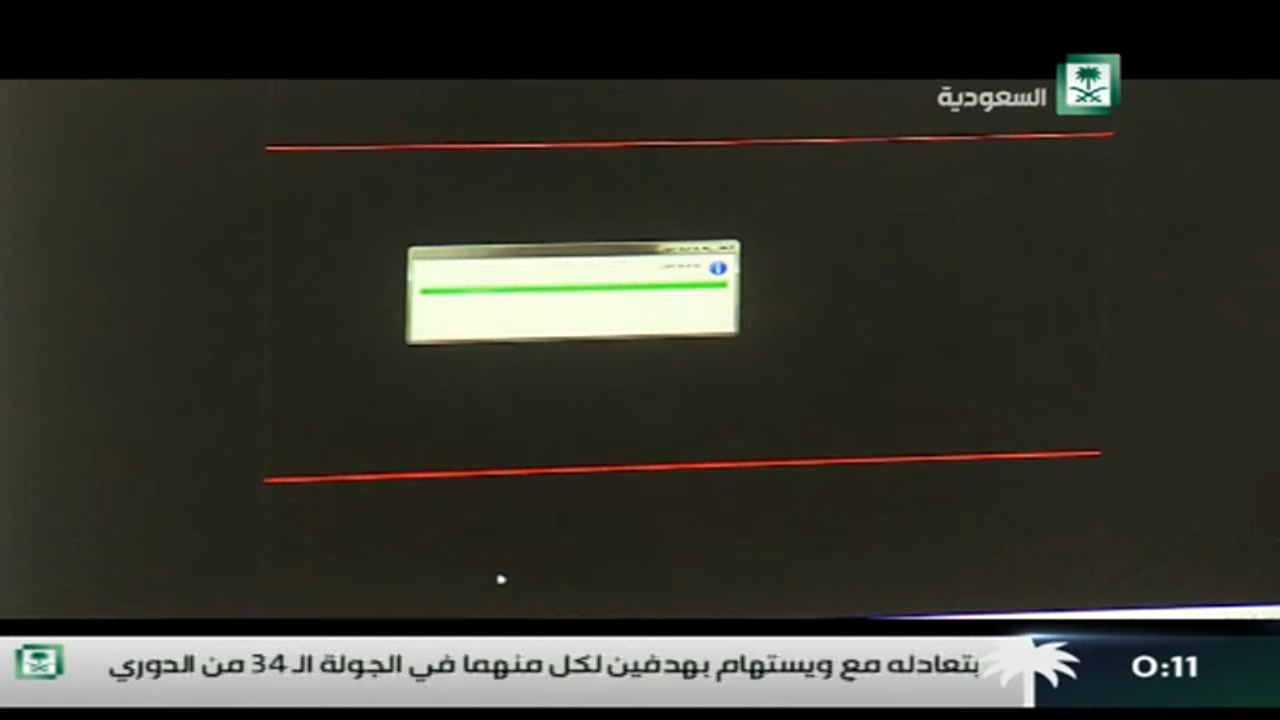 السعودية
بتعادله مع ويستهام بهدفين لكل منهما في الجولة الـ 34 من الدوري
0:11